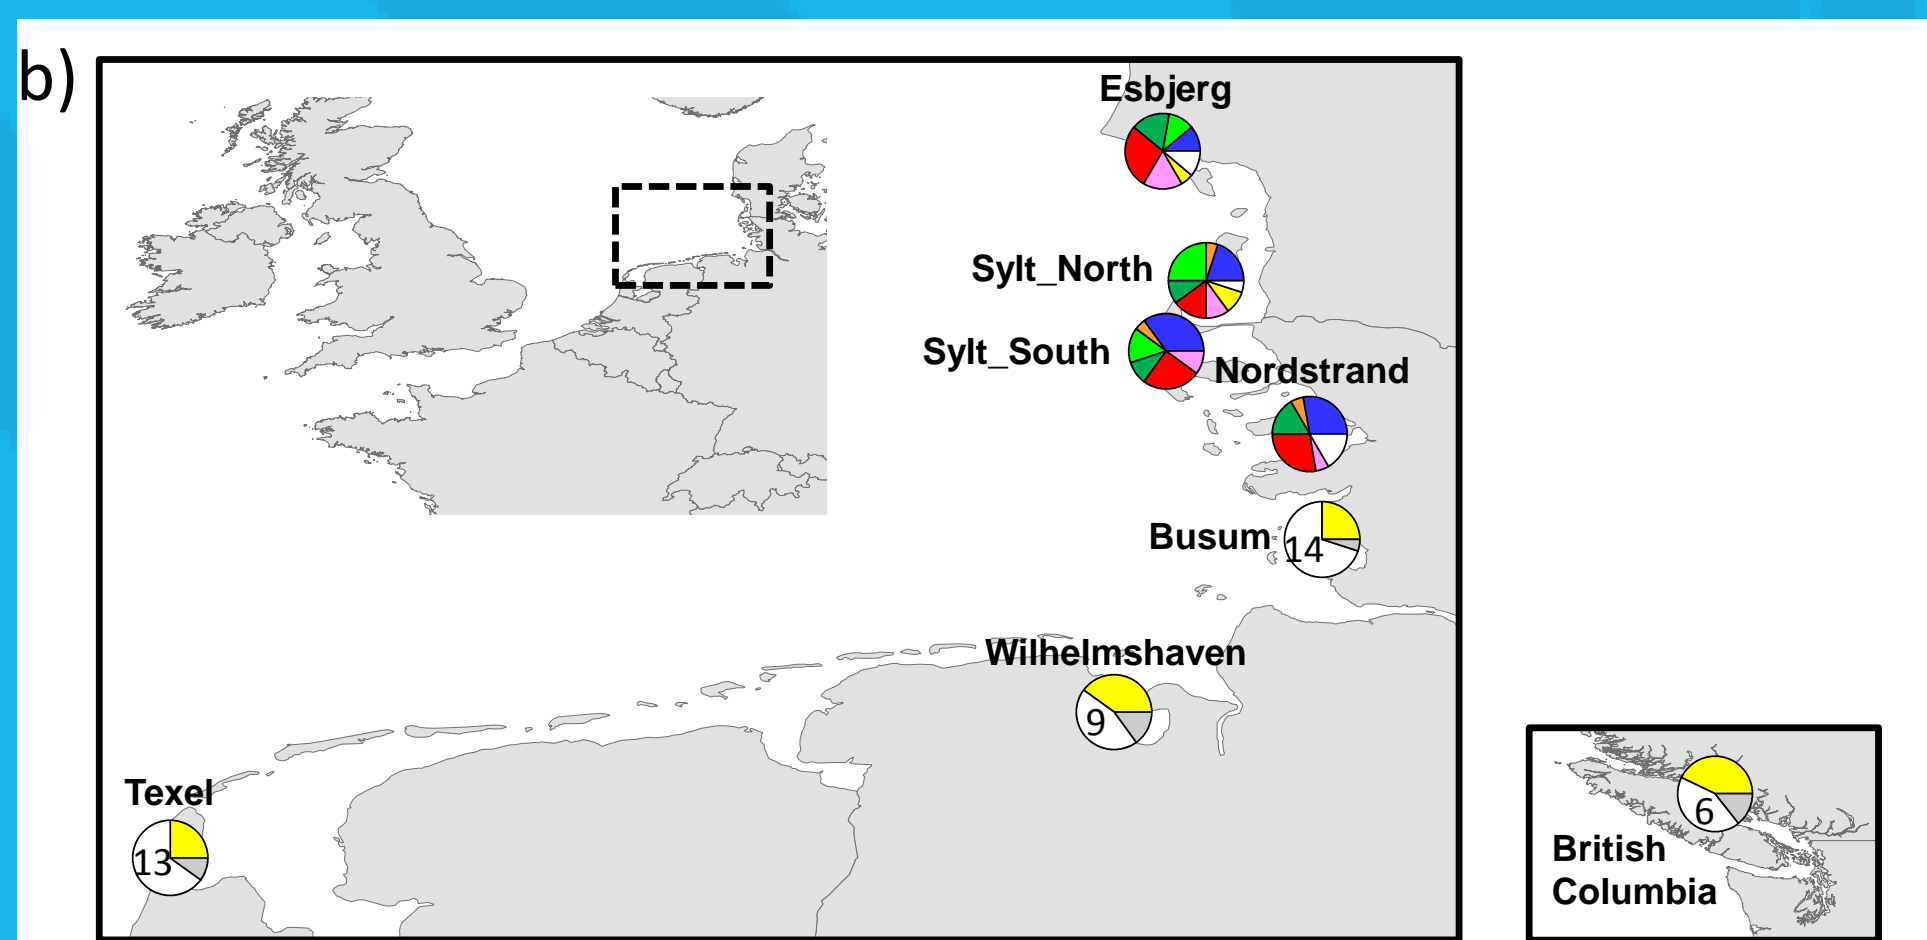 b)
Esbjerg
Sylt_North
Sylt_South
Nordstrand
Busum
14
Wilhelmshaven
9
Texel
13
6
British
Columbia